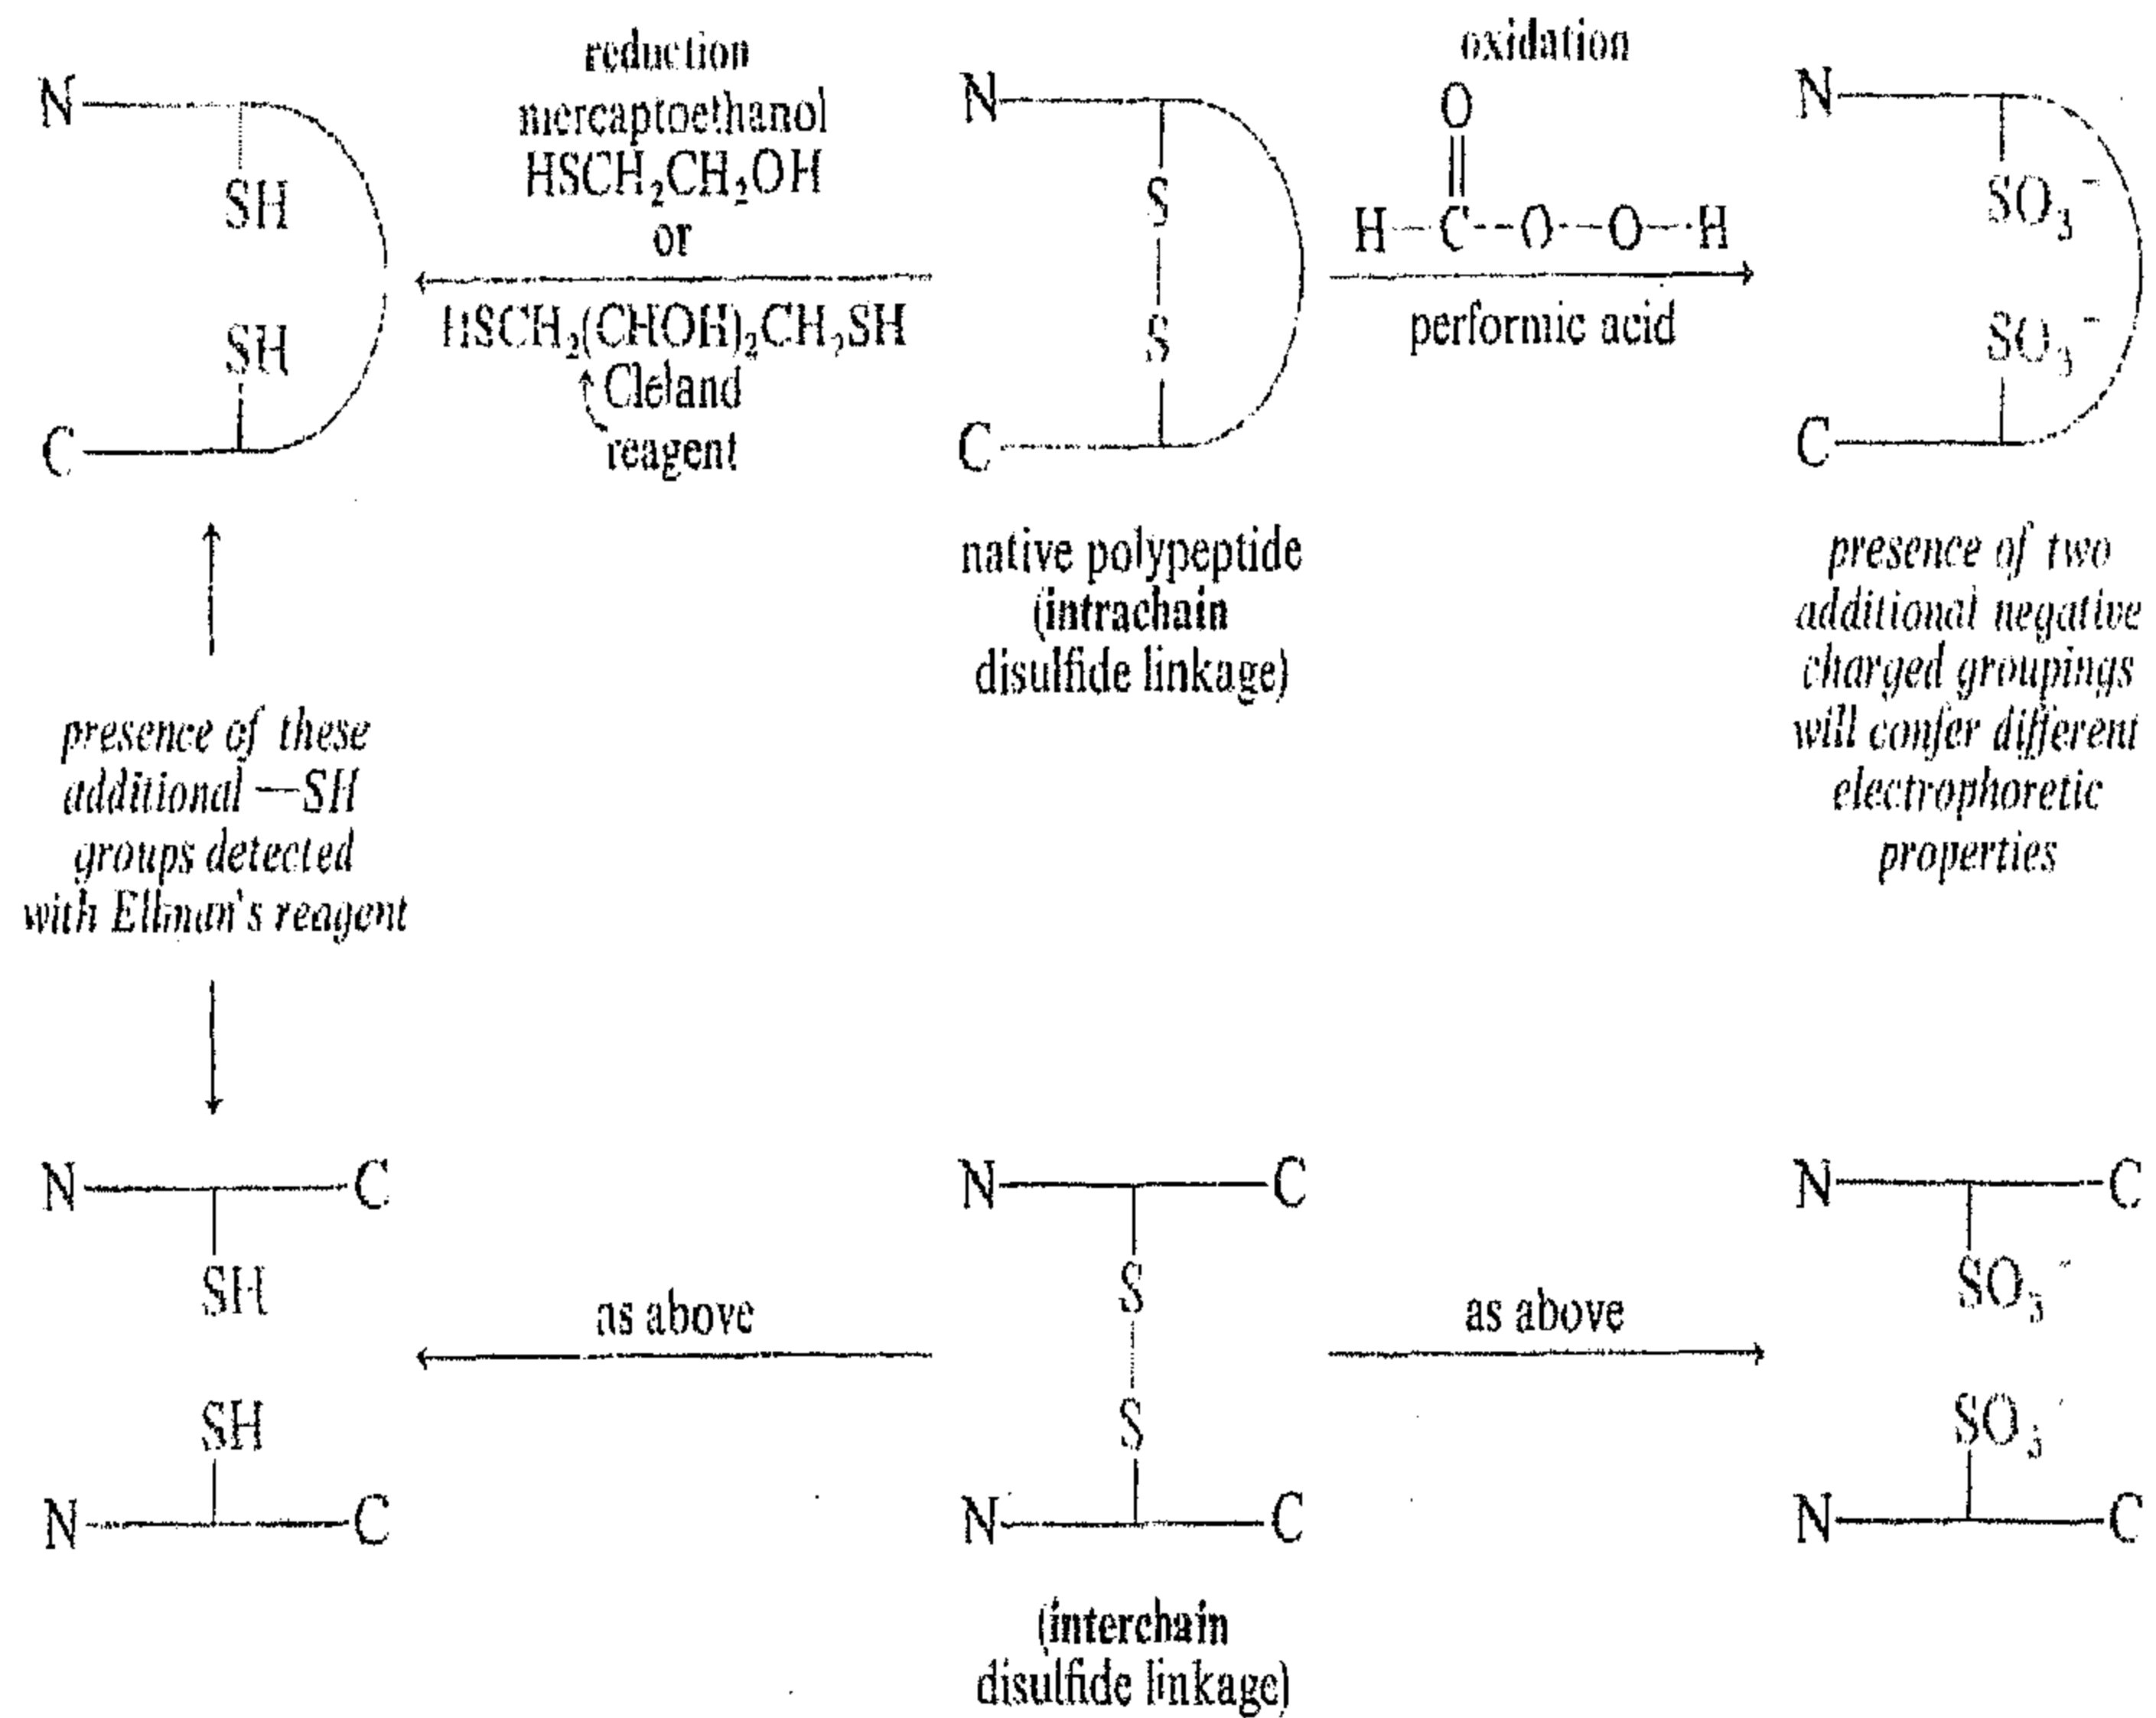 reduction
mercaptoethanol
HSCH₂CH₂OH
or
HSCH₂(CHOH)₂CH₂SH
Cleland
reagent
N
SH
SH
C
N
S
S
C
native polypeptide
(intrachain
disulfide linkage)
oxidation
O
H—C—O—O—H
performic acid
N
SO₃⁻
SO₃⁻
C
presence of two
additional negative
charged groupings
will confer different
electrophoretic
properties
presence of these
additional —SH
groups detected
with Ellman's reagent
N C
SH
SH
N C
as above
N C
S
S
N C
(interchain
disulfide linkage)
as above
N C
SO₃⁻
SO₃⁻
N C